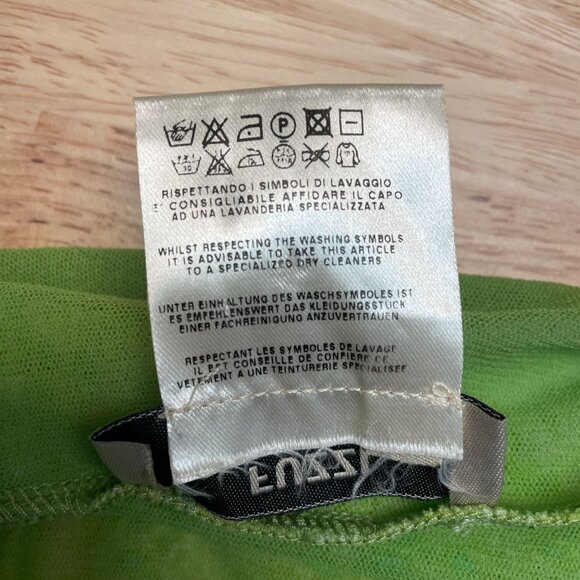 P
RISPETTANDO I SIMBOLI DI LAVAGGIO
E' CONSIGLIABILE AFFIDARE IL CAPO
AD UNA LAVANDERIA SPECIALIZZATA
WHILST RESPECTING THE WASHING SYMBOLS
IT IS ADVISABLE TO TAKE THIS ARTICLE
TO A SPECIALIZED DRY CLEANERS
UNTER EINHALTUNG DES WASCHSYMBOLES IST
ES EMPFEHLENSWERT DAS KLEIDUNGSSTÜCK
EINER FACHREINIGUNG ANZUVERTRAUEN
RESPECTANT LES SYMBOLES DE LAVAGE
IL EST CONSEILLE DE CONFIERE CE
VETEMENT A UNE TEINTURERIE SPECIALISEE
FUZZI